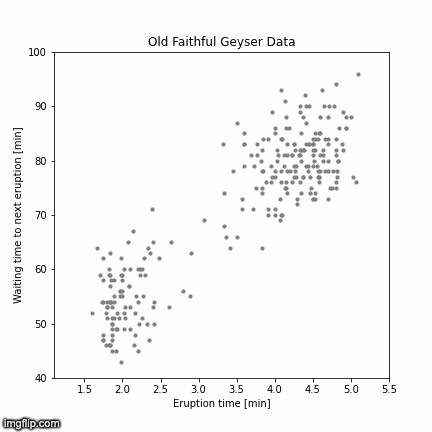 Old Faithful Geyser Data
100
90
80
70
60
50
40
Waiting time to next eruption [min]
1.5 2.0 2.5 3.0 3.5 4.0 4.5 5.0 5.5
Eruption time [min]
imgflip.com